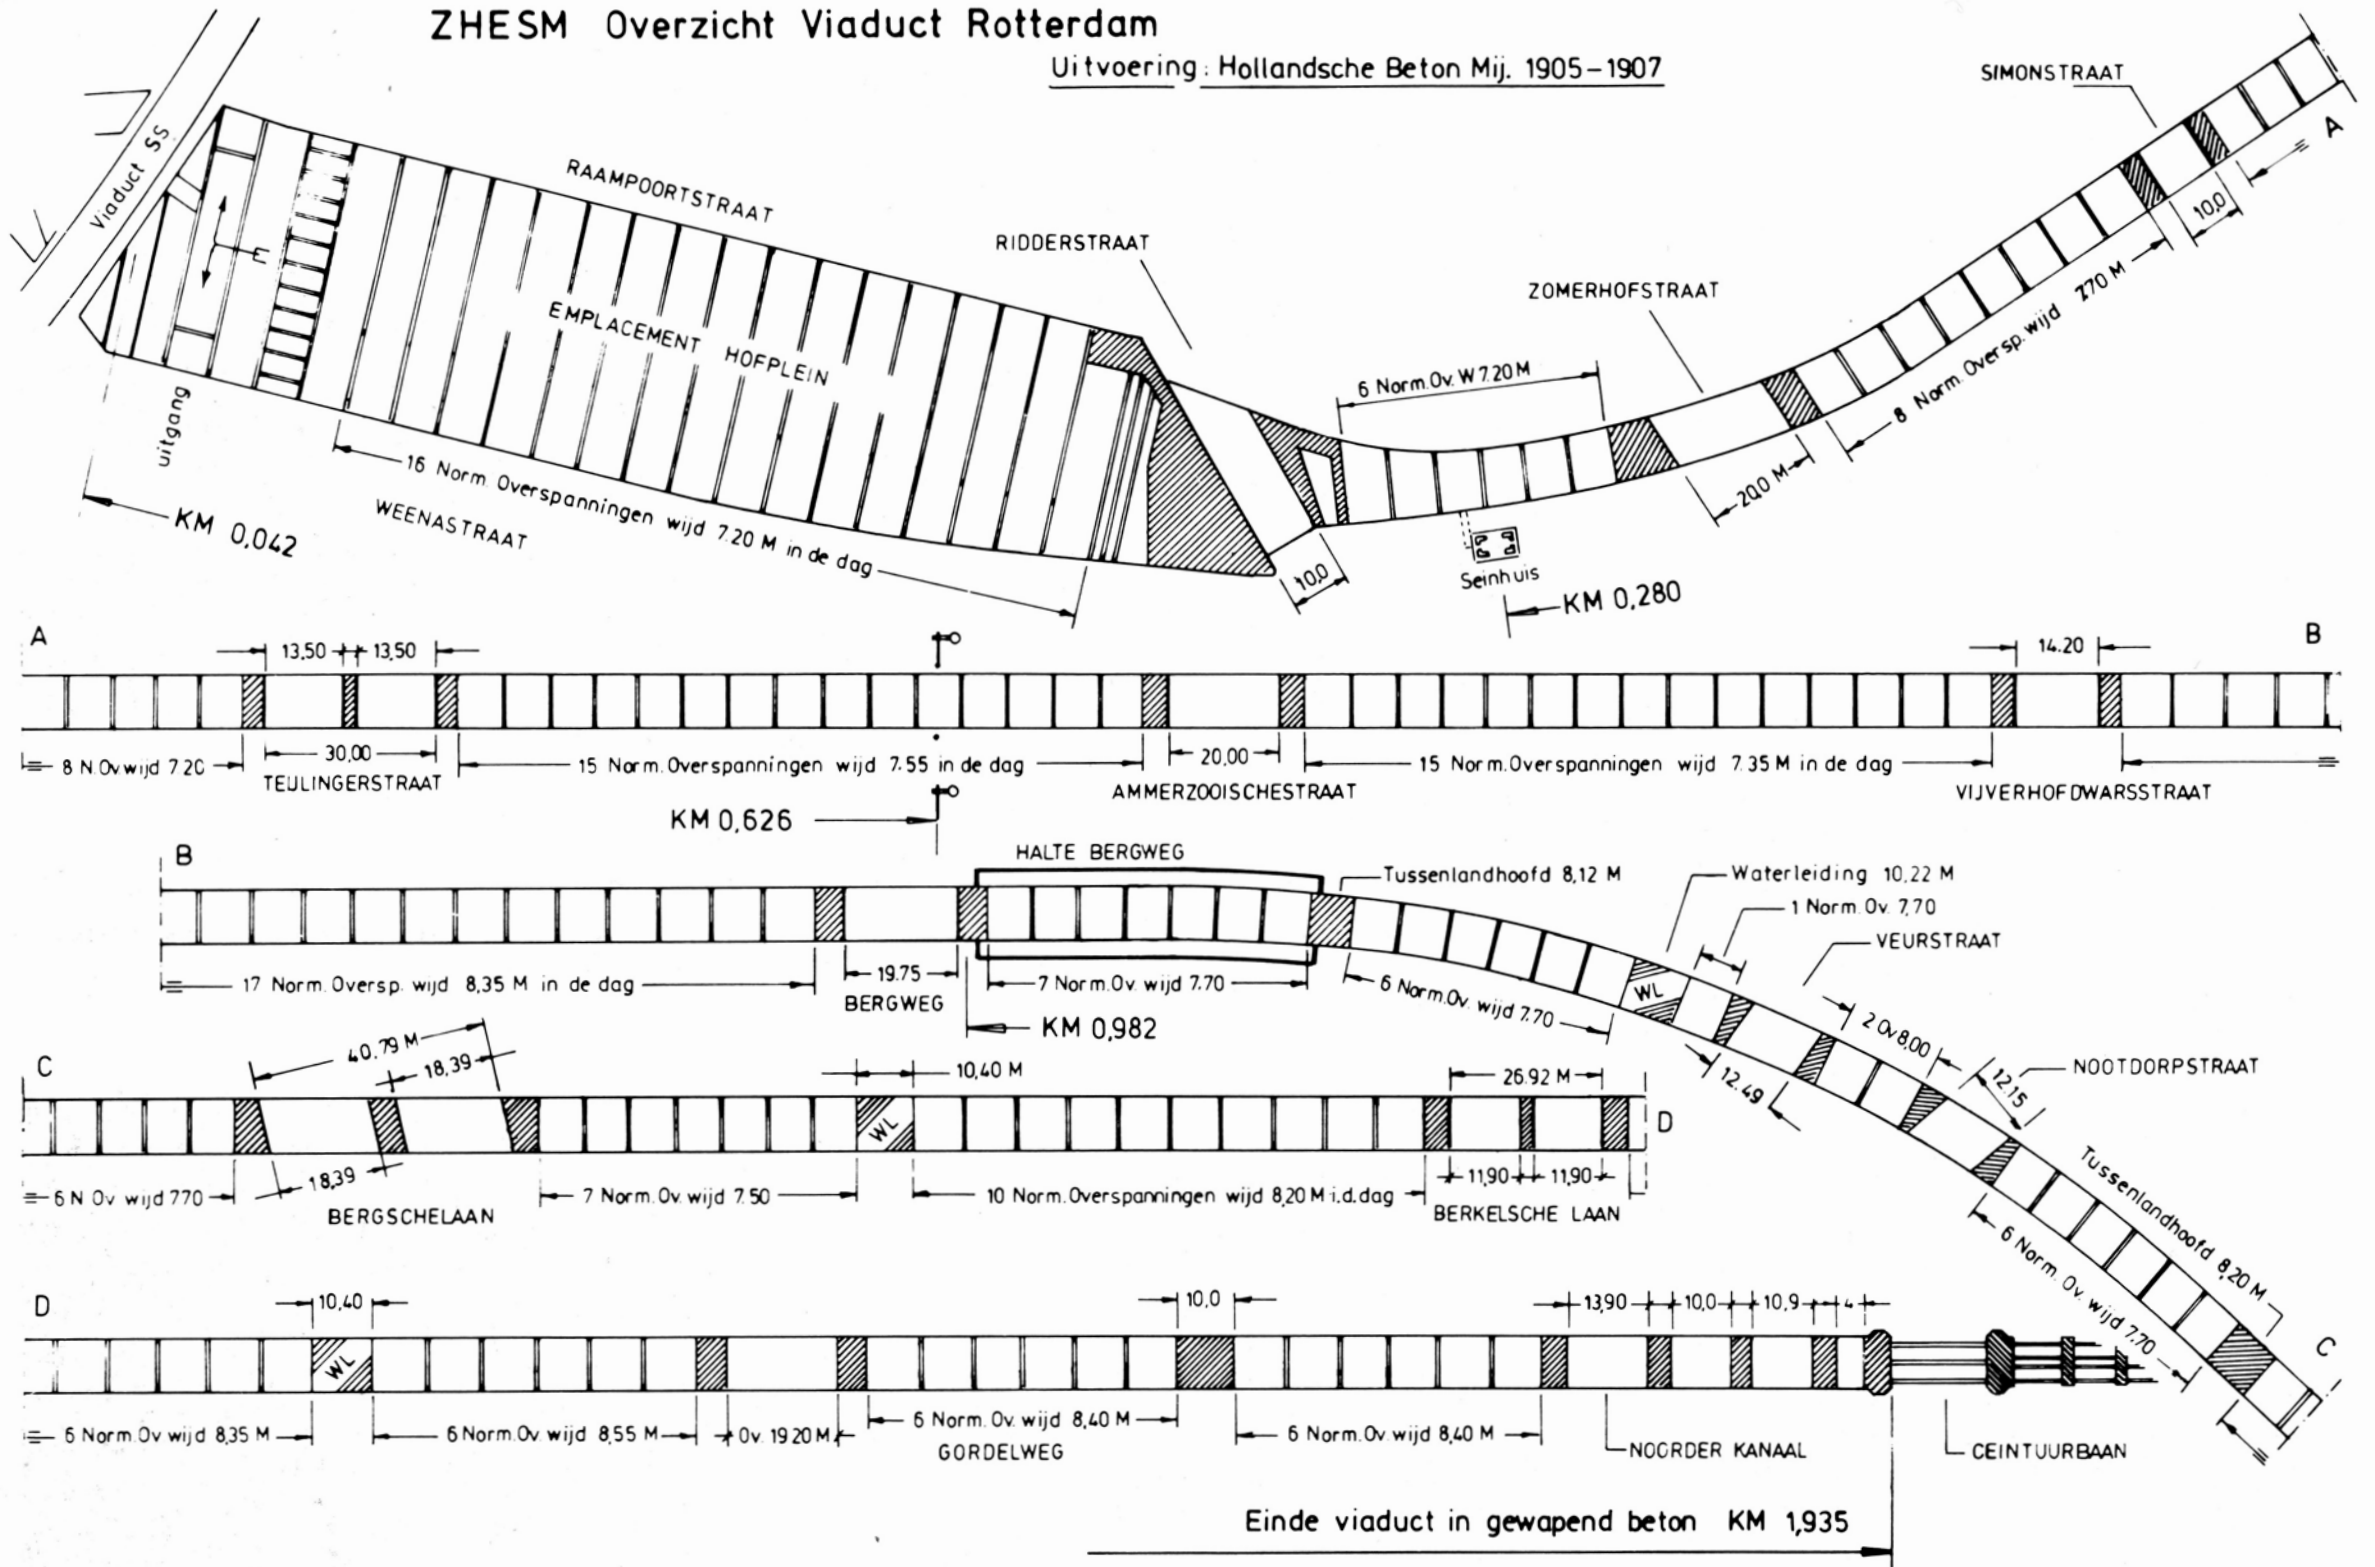 ZHESM Overzicht Viaduct Rotterdam
Uitvoering: Hollandsche Beton Mij. 1905-1907
Viaduct SS.
RAAMPOORTSTRAAT
EMPLACEMENT HOFPLEIN
uitgang
16 Norm. Overspanningen wijd 7.20 M in de dag
WEENASTRAAT
KM 0,042
RIDDERSTRAAT
10,0
6 Norm. Ov. W 7.20 M
Seinhuis
KM 0,280
ZOMERHOFSTRAAT
20,0 M
8 Norm. Oversp. wijd 7.70 M
SIMONSTRAAT
10,0
A
A
13,50
13,50
14.20
B
8 N.Ov.wijd 7.20
30,00
TEIJLINGERSTRAAT
15 Norm. Overspanningen wijd 7.55 in de dag
20,00
AMMERZOOISCHESTRAAT
15 Norm. Overspanningen wijd 7.35 M in de dag
VIJVERHOFDWARSSTRAAT
KM 0,626
B
HALTE BERGWEG
Tussenlandhoofd 8,12 M
Waterleiding 10,22 M
1 Norm. Ov. 7,70
VEURSTRAAT
17 Norm. Oversp. wijd 8,35 M in de dag
19.75
BERGWEG
7 Norm. Ov. wijd 7.70
6 Norm. Ov. wijd 7.70
WL
KM 0,982
12.49
2 Ov 8,00
12.15
NOOTDORPSTRAAT
Tussenlandhoofd 8,20 M
6 Norm. Ov. wijd 7.70
C
C
40.79 M
18,39
10,40 M
26.92 M
WL
D
6 N Ov wijd 770
18,39
BERGSCHELAAN
7 Norm. Ov. wijd 7.50
10 Norm. Overspanningen wijd 8,20 M i.d.dag
11,90
11,90
BERKELSCHE LAAN
D
10,40
10,0
13,90
10,0
10,9
4
WL
6 Norm. Ov wijd 8,35 M
6 Norm. Ov. wijd 8,55 M
Ov. 19 20 M
6 Norm. Ov. wijd 8,40 M
GORDELWEG
6 Norm. Ov. wijd 8,40 M
NOORDER KANAAL
CEINTUURBAAN
Einde viaduct in gewapend beton KM 1,935